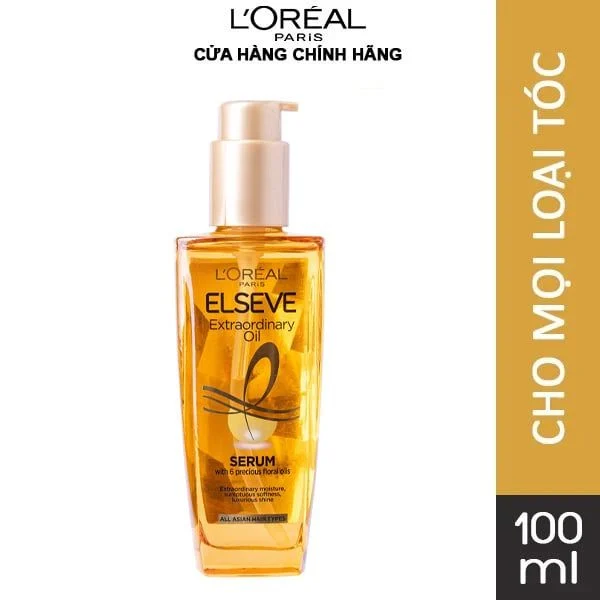 L'ORÉAL
PARIS
CỬA HÀNG CHÍNH HÃNG
L'ORÉAL
PARIS
ELSEVE
Extraordinary
Oil
SERUM
with 6 precious floral oils
Extraordinary moisture,
sumptuous softness,
luxurious shine
ALL ASIAN HAIR TYPES
CHO MỌI LOẠI TÓC
100
ml